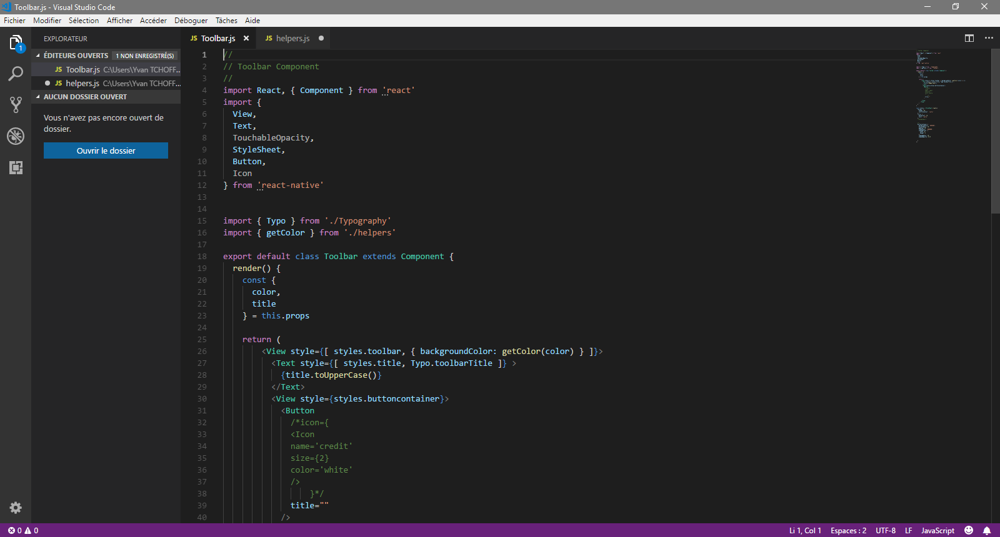 Toolbar.js - Visual Studio Code
Fichier Modifier Sélection Afficher Accéder Déboguer Tâches Aide
1
EXPLORATEUR
ÉDITEURS OUVERTS 1 NON ENREGISTRÉ(S)
JS Toolbar.js C:\Users\Yvan TCHOFF...
JS helpers.js C:\Users\Yvan TCHOFF...
AUCUN DOSSIER OUVERT
Vous n'avez pas encore ouvert de
dossier.
Ouvrir le dossier
JS Toolbar.js JS helpers.js
1 //
2 // Toolbar Component
3 //
4 import React, { Component } from 'react'
5 import {
6 View,
7 Text,
8 TouchableOpacity,
9 StyleSheet,
10 Button,
11 Icon
12 } from 'react-native'
13
14
15 import { Typo } from './Typography'
16 import { getColor } from './helpers'
17
18 export default class Toolbar extends Component {
19 render() {
20 const {
21 color,
22 title
23 } = this.props
24
25 return (
26 <View style={[ styles.toolbar, { backgroundColor: getColor(color) } ]}>
27 <Text style={[ styles.title, Typo.toolbarTitle ]} >
28 {title.toUpperCase()}
29 </Text>
30 <View style={styles.buttoncontainer}>
31 <Button
32 /*icon={
33 <Icon
34 name='credit'
35 size={2}
36 color='white'
37 />
38 }*/
39 title=""
40 />
0 0 Li 1, Col 1 Espaces : 2 UTF-8 LF JavaScript